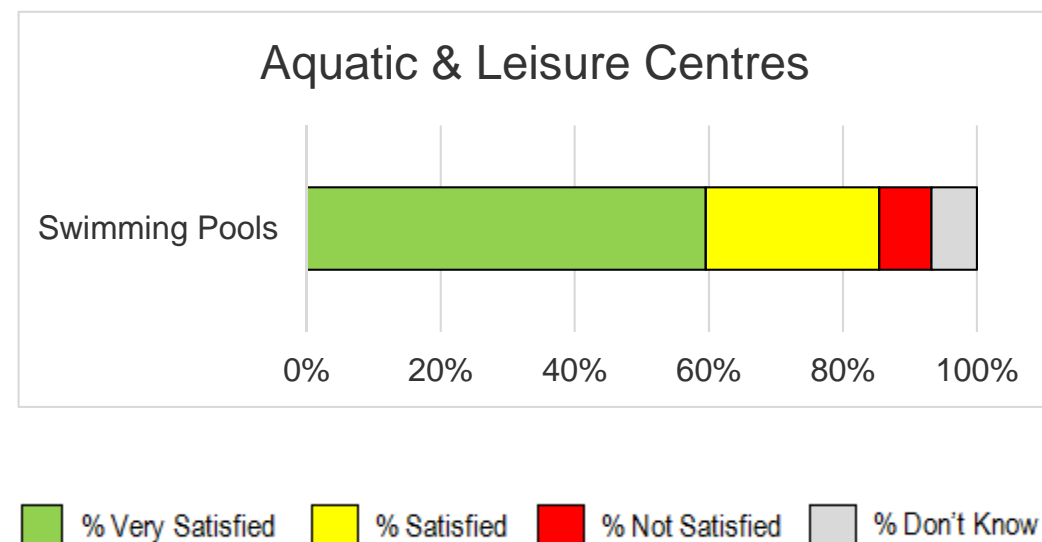 Aquatic & Leisure Centres
Swimming Pools
0% 20% 40% 60% 80% 100%
% Very Satisfied % Satisfied % Not Satisfied % Don't Know